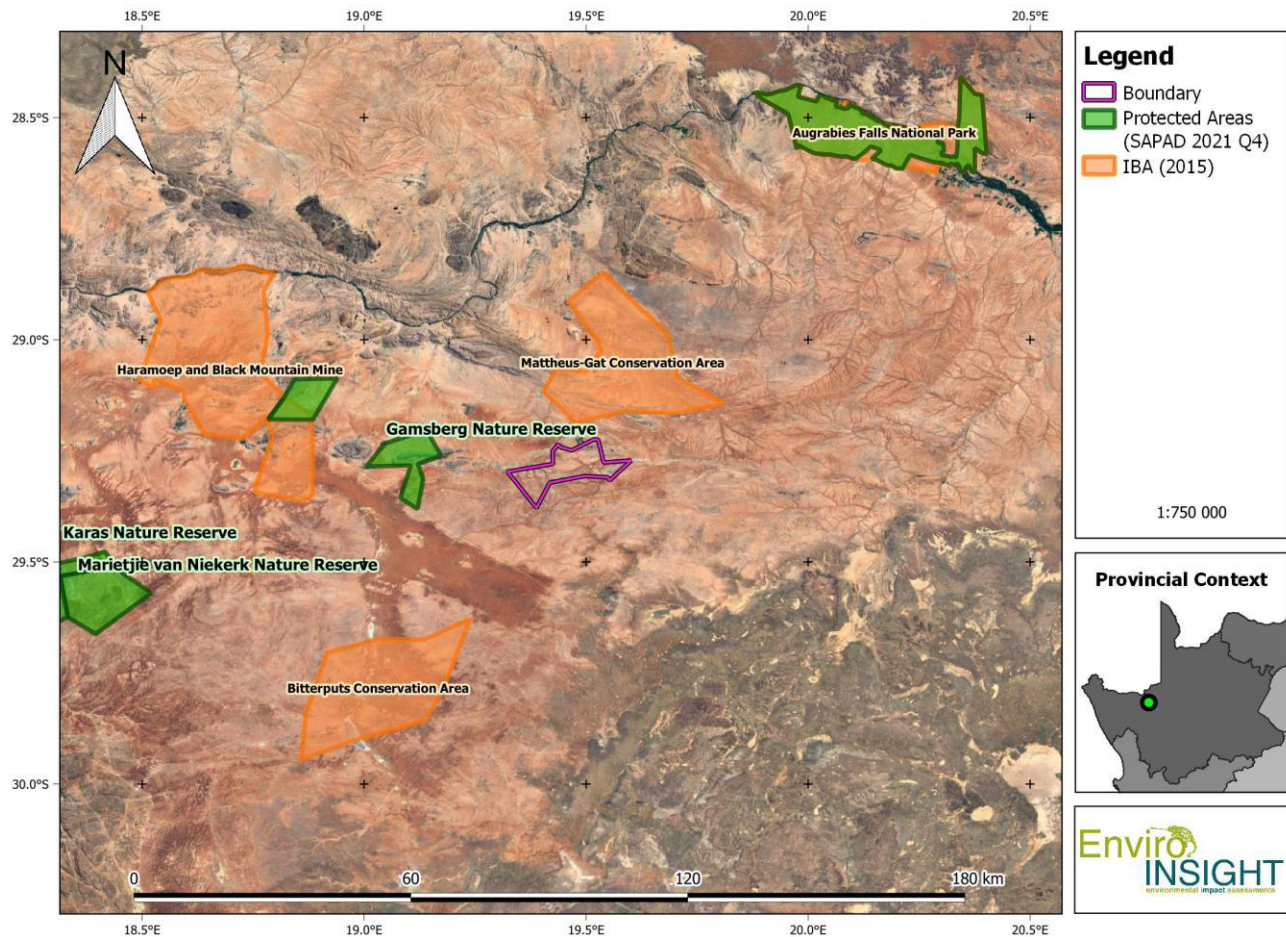 18.5°E 19.0°E 19.5°E 20.0°E 20.5°E
N
28.5°S
29.0°S
29.5°S
30.0°S
Augrabies Falls National Park
Haramoep and Black Mountain Mine
Mattheus-Gat Conservation Area
Gamsberg Nature Reserve
Karas Nature Reserve
Marietjie van Niekerk Nature Reserve
Bitterputs Conservation Area
0 60 120 180 km
18.5°E 19.0°E 19.5°E 20.0°E 20.5°E
Legend
Boundary
Protected Areas
(SAPAD 2021 Q4)
IBA (2015)
1:750 000
Provincial Context
Enviro
INSIGHT
environmental impact assessments